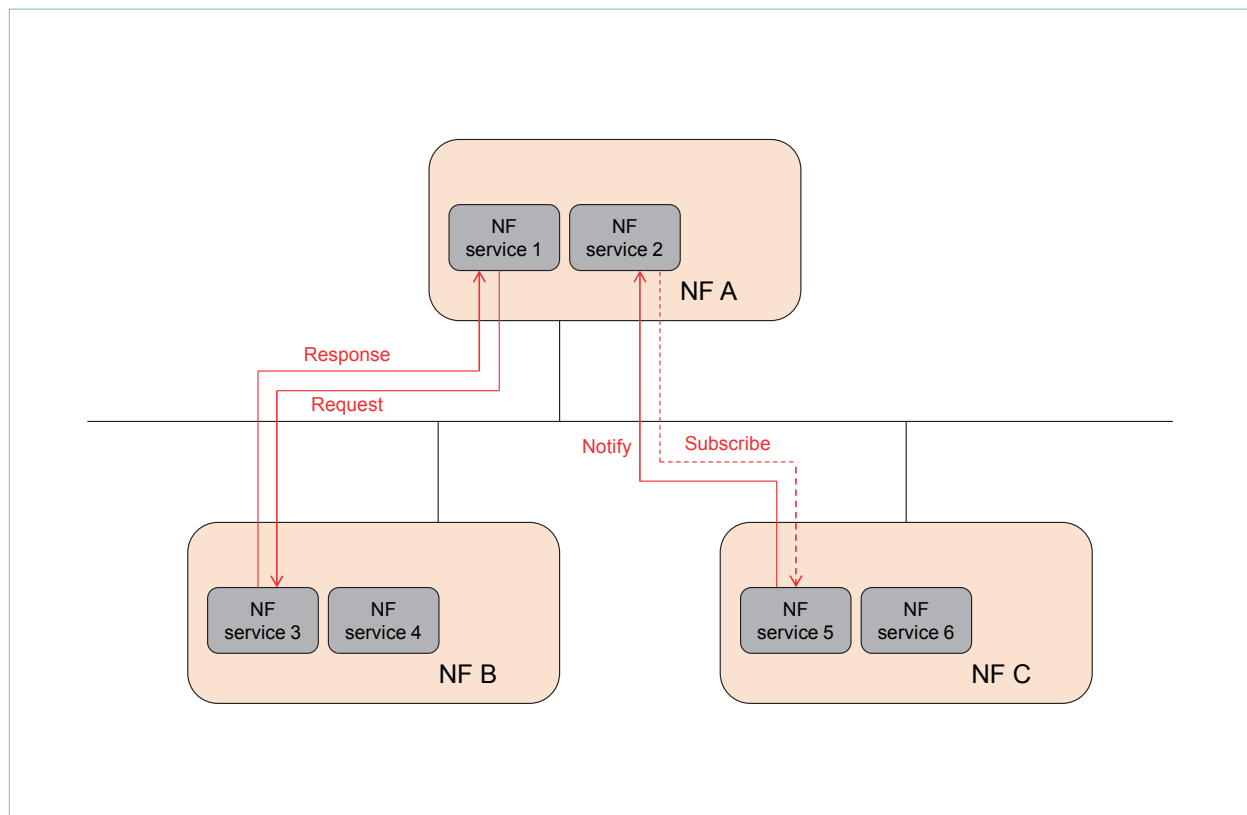 NF
service 1
NF
service 2
NF A
Response
Request
Notify
Subscribe
NF
service 3
NF
service 4
NF B
NF
service 5
NF
service 6
NF C